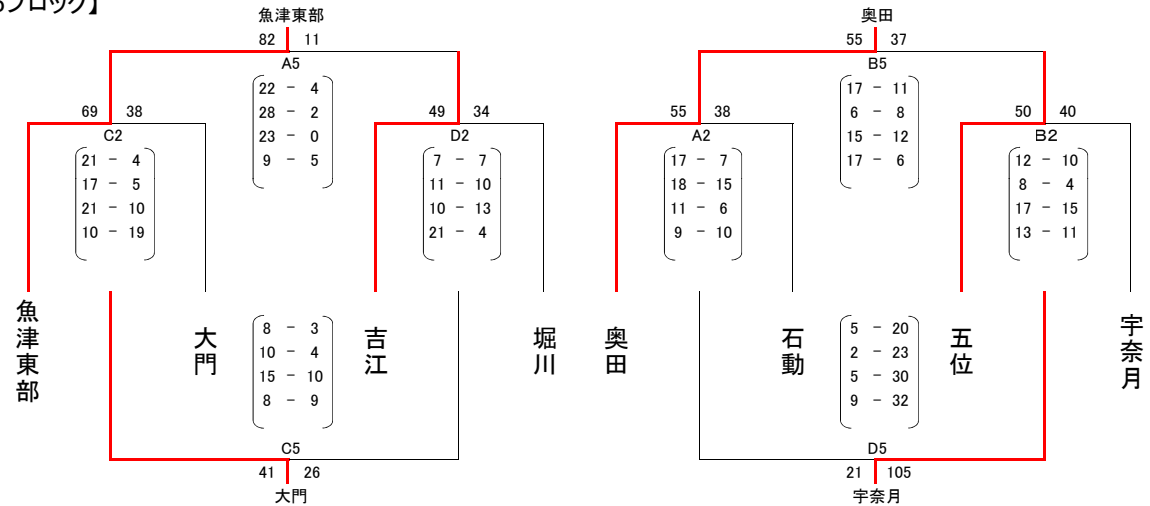 ブロック】
魚津東部
82 11
A5
22 - 4
28 - 2
23 - 0
9 - 5
69 38
C2
21 - 4
17 - 5
21 - 10
10 - 19
49 34
D2
7 - 7
11 - 10
10 - 13
21 - 4
魚津東部
大門
吉江
堀川
8 - 3
10 - 4
15 - 10
8 - 9
C5
41 26
大門
奥田
55 37
B5
17 - 11
6 - 8
15 - 12
17 - 6
55 38
A2
17 - 7
18 - 15
11 - 6
9 - 10
50 40
B2
12 - 10
8 - 4
17 - 15
13 - 11
奥田
石動
五位
宇奈月
5 - 20
2 - 23
5 - 30
9 - 32
D5
21 105
宇奈月